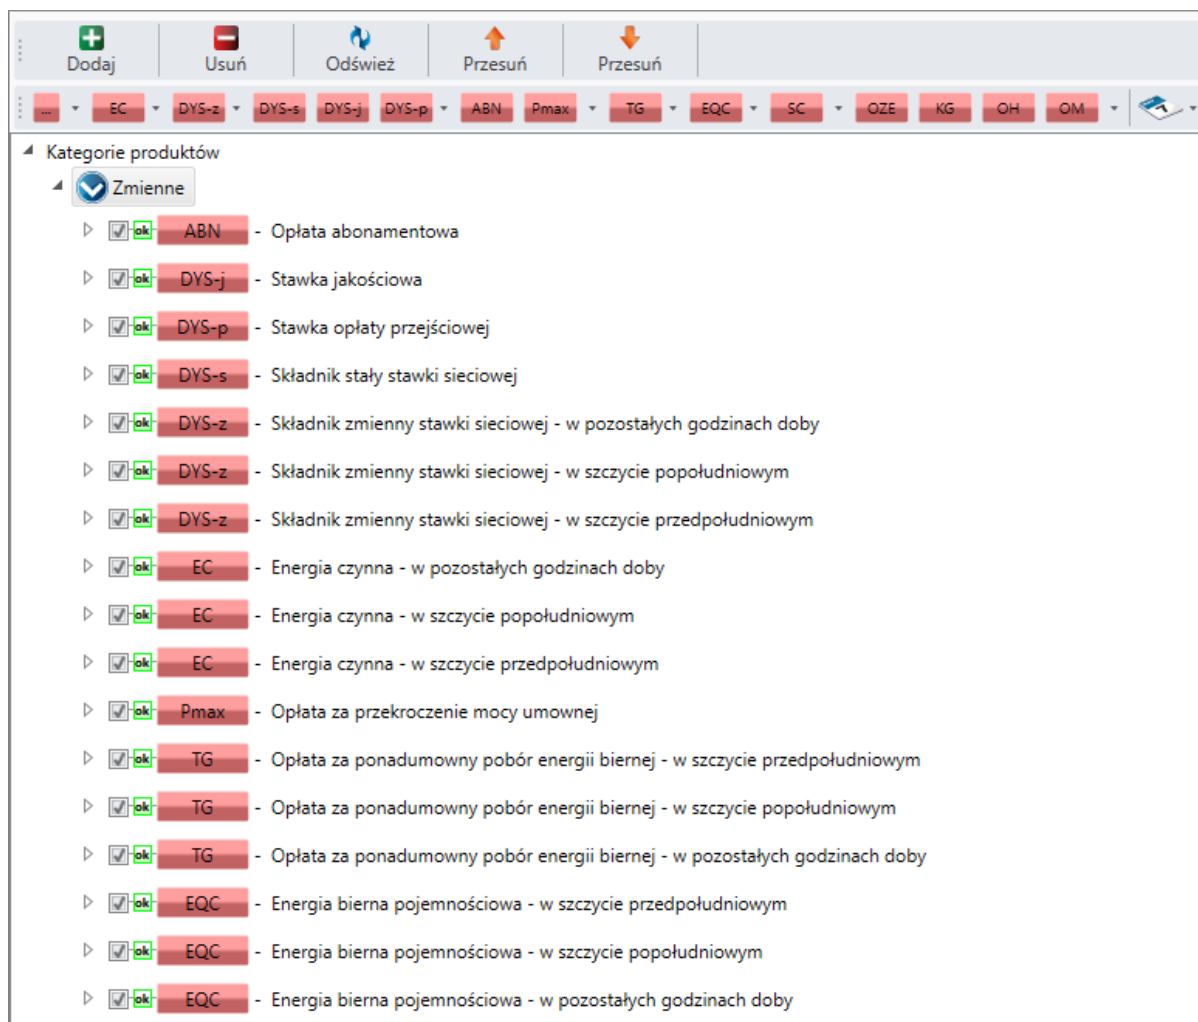 Dodaj Usuń Odśwież Przesuń Przesuń
... EC DYS-z DYS-s DYS-j DYS-p ABN Pmax TG EQC SC OZE KG OH OM
Kategorie produktów
Zmienne
ok ABN - Opłata abonamentowa
ok DYS-j - Stawka jakościowa
ok DYS-p - Stawka opłaty przejściowej
ok DYS-s - Składnik stały stawki sieciowej
ok DYS-z - Składnik zmienny stawki sieciowej - w pozostałych godzinach doby
ok DYS-z - Składnik zmienny stawki sieciowej - w szczycie popołudniowym
ok DYS-z - Składnik zmienny stawki sieciowej - w szczycie przedpołudniowym
ok EC - Energia czynna - w pozostałych godzinach doby
ok EC - Energia czynna - w szczycie popołudniowym
ok EC - Energia czynna - w szczycie przedpołudniowym
ok Pmax - Opłata za przekroczenie mocy umownej
ok TG - Opłata za ponadumowny pobór energii biernej - w szczycie przedpołudniowym
ok TG - Opłata za ponadumowny pobór energii biernej - w szczycie popołudniowym
ok TG - Opłata za ponadumowny pobór energii biernej - w pozostałych godzinach doby
ok EQC - Energia bierna pojemnościowa - w szczycie przedpołudniowym
ok EQC - Energia bierna pojemnościowa - w szczycie popołudniowym
ok EQC - Energia bierna pojemnościowa - w pozostałych godzinach doby